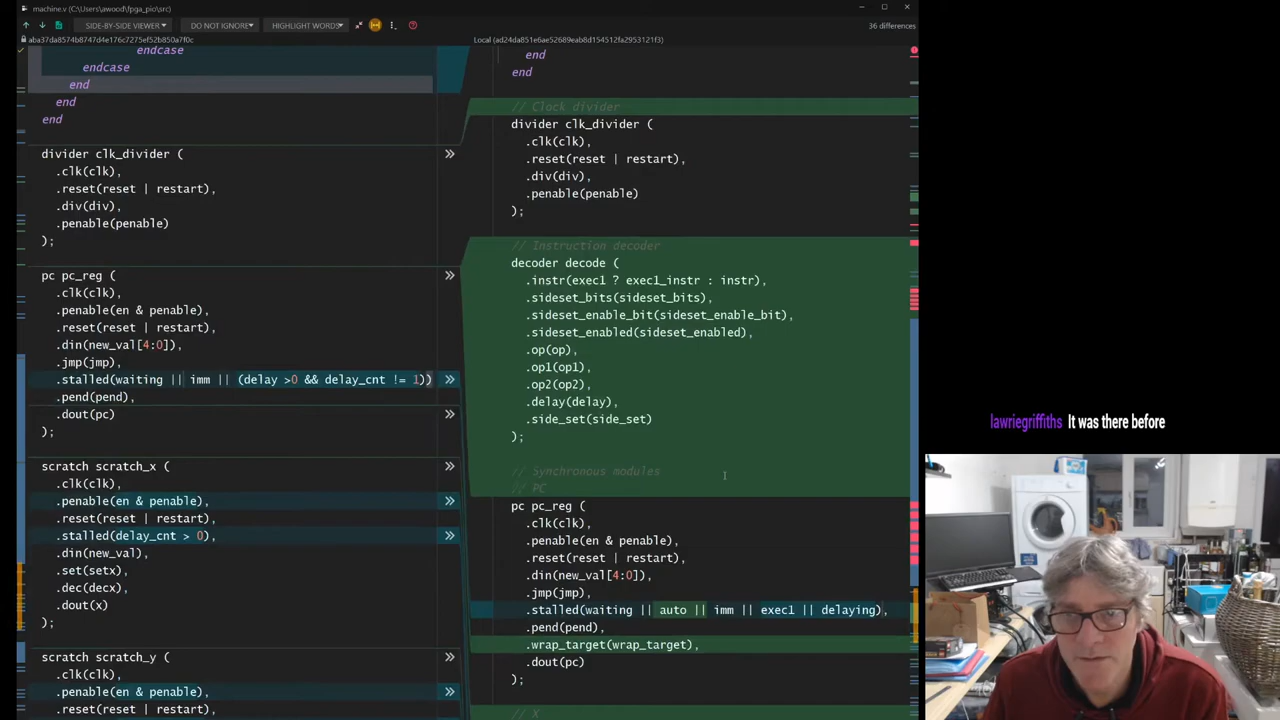 machine.v (C:\Users\awood\fpga_pio\src)
SIDE-BY-SIDE VIEWER
DO NOT IGNORE
HIGHLIGHT WORDS
36 differences
aba37da8574b8747d4e176c7275ef52b850a7f0c
endcase
endcase
end
end
end
divider clk_divider (
.clk(clk),
.reset(reset | restart),
.div(div),
.penable(penable)
);
pc pc_reg (
.clk(clk),
.penable(en & penable),
.reset(reset | restart),
.din(new_val[4:0]),
.jmp(jmp),
.stalled(waiting || imm || (delay >0 && delay_cnt != 1))
.pend(pend),
.dout(pc)
);
scratch scratch_x (
.clk(clk),
.penable(en & penable),
.reset(reset | restart),
.stalled(delay_cnt > 0)
.din(new_val),
.set(setx),
.dec(decx),
.dout(x)
);
scratch scratch_y (
.clk(clk),
.penable(en & penable),
.reset(reset | restart),
Local (ad24da851e6ae52689eab8d154512fa2953121f3)
end
end
// Clock divider
divider clk_divider (
.clk(clk),
.reset(reset | restart),
.div(div),
.penable(penable)
);
// Instruction decoder
decoder decode (
.instr(exec1 ? exec1_instr : instr),
.sideset_bits(sideset_bits),
.sideset_enable_bit(sideset_enable_bit),
.sideset_enabled(sideset_enabled),
.op(op),
.op1(op1),
.op2(op2),
.delay(delay),
.side_set(side_set)
);
// Synchronous modules
// PC
pc pc_reg (
.clk(clk),
.penable(en & penable),
.reset(reset | restart),
.din(new_val[4:0]),
.jmp(jmp),
.stalled(waiting || auto || imm || exec1 || delaying),
.pend(pend),
.wrap_target(wrap_target),
.dout(pc)
);
lawriegriffiths It was there before